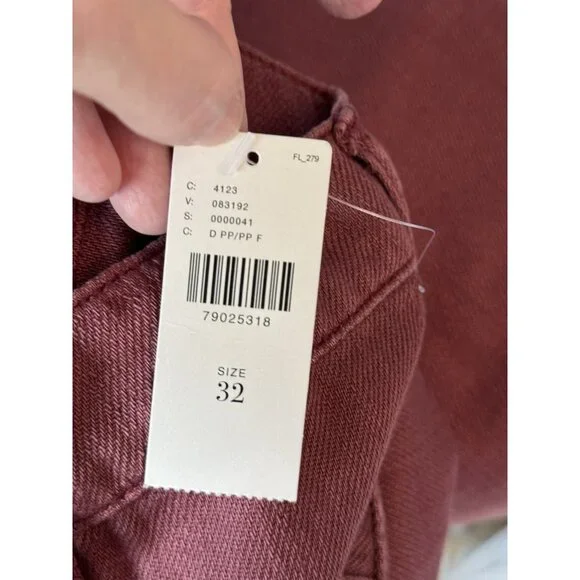 FL_279
C: 4123
V: 083192
S: 0000041
C: D PP/PP F
79025318
SIZE
32